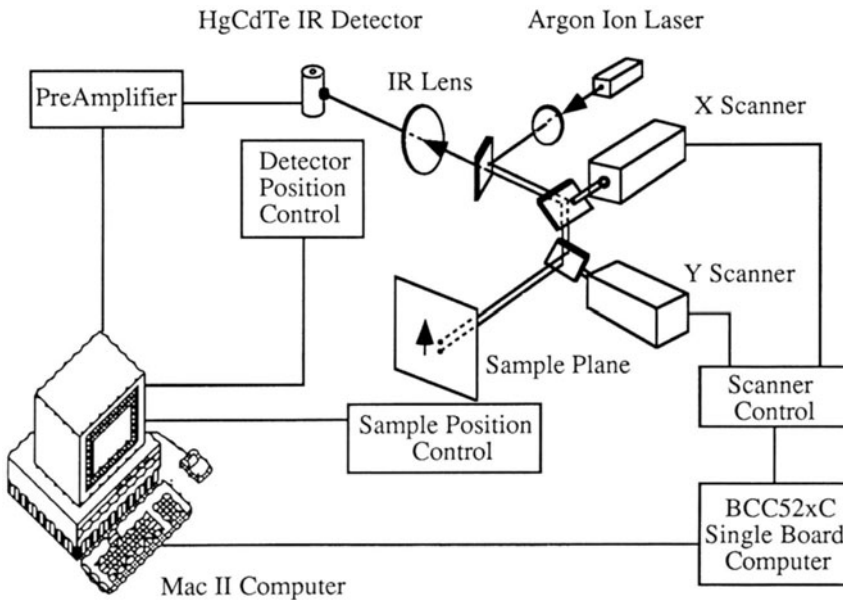 HgCdTe IR Detector
Argon Ion Laser
PreAmplifier
IR Lens
X Scanner
Detector
Position
Control
Y Scanner
Sample Plane
Scanner
Control
Sample Position
Control
BCC52xC
Single Board
Computer
Mac II Computer